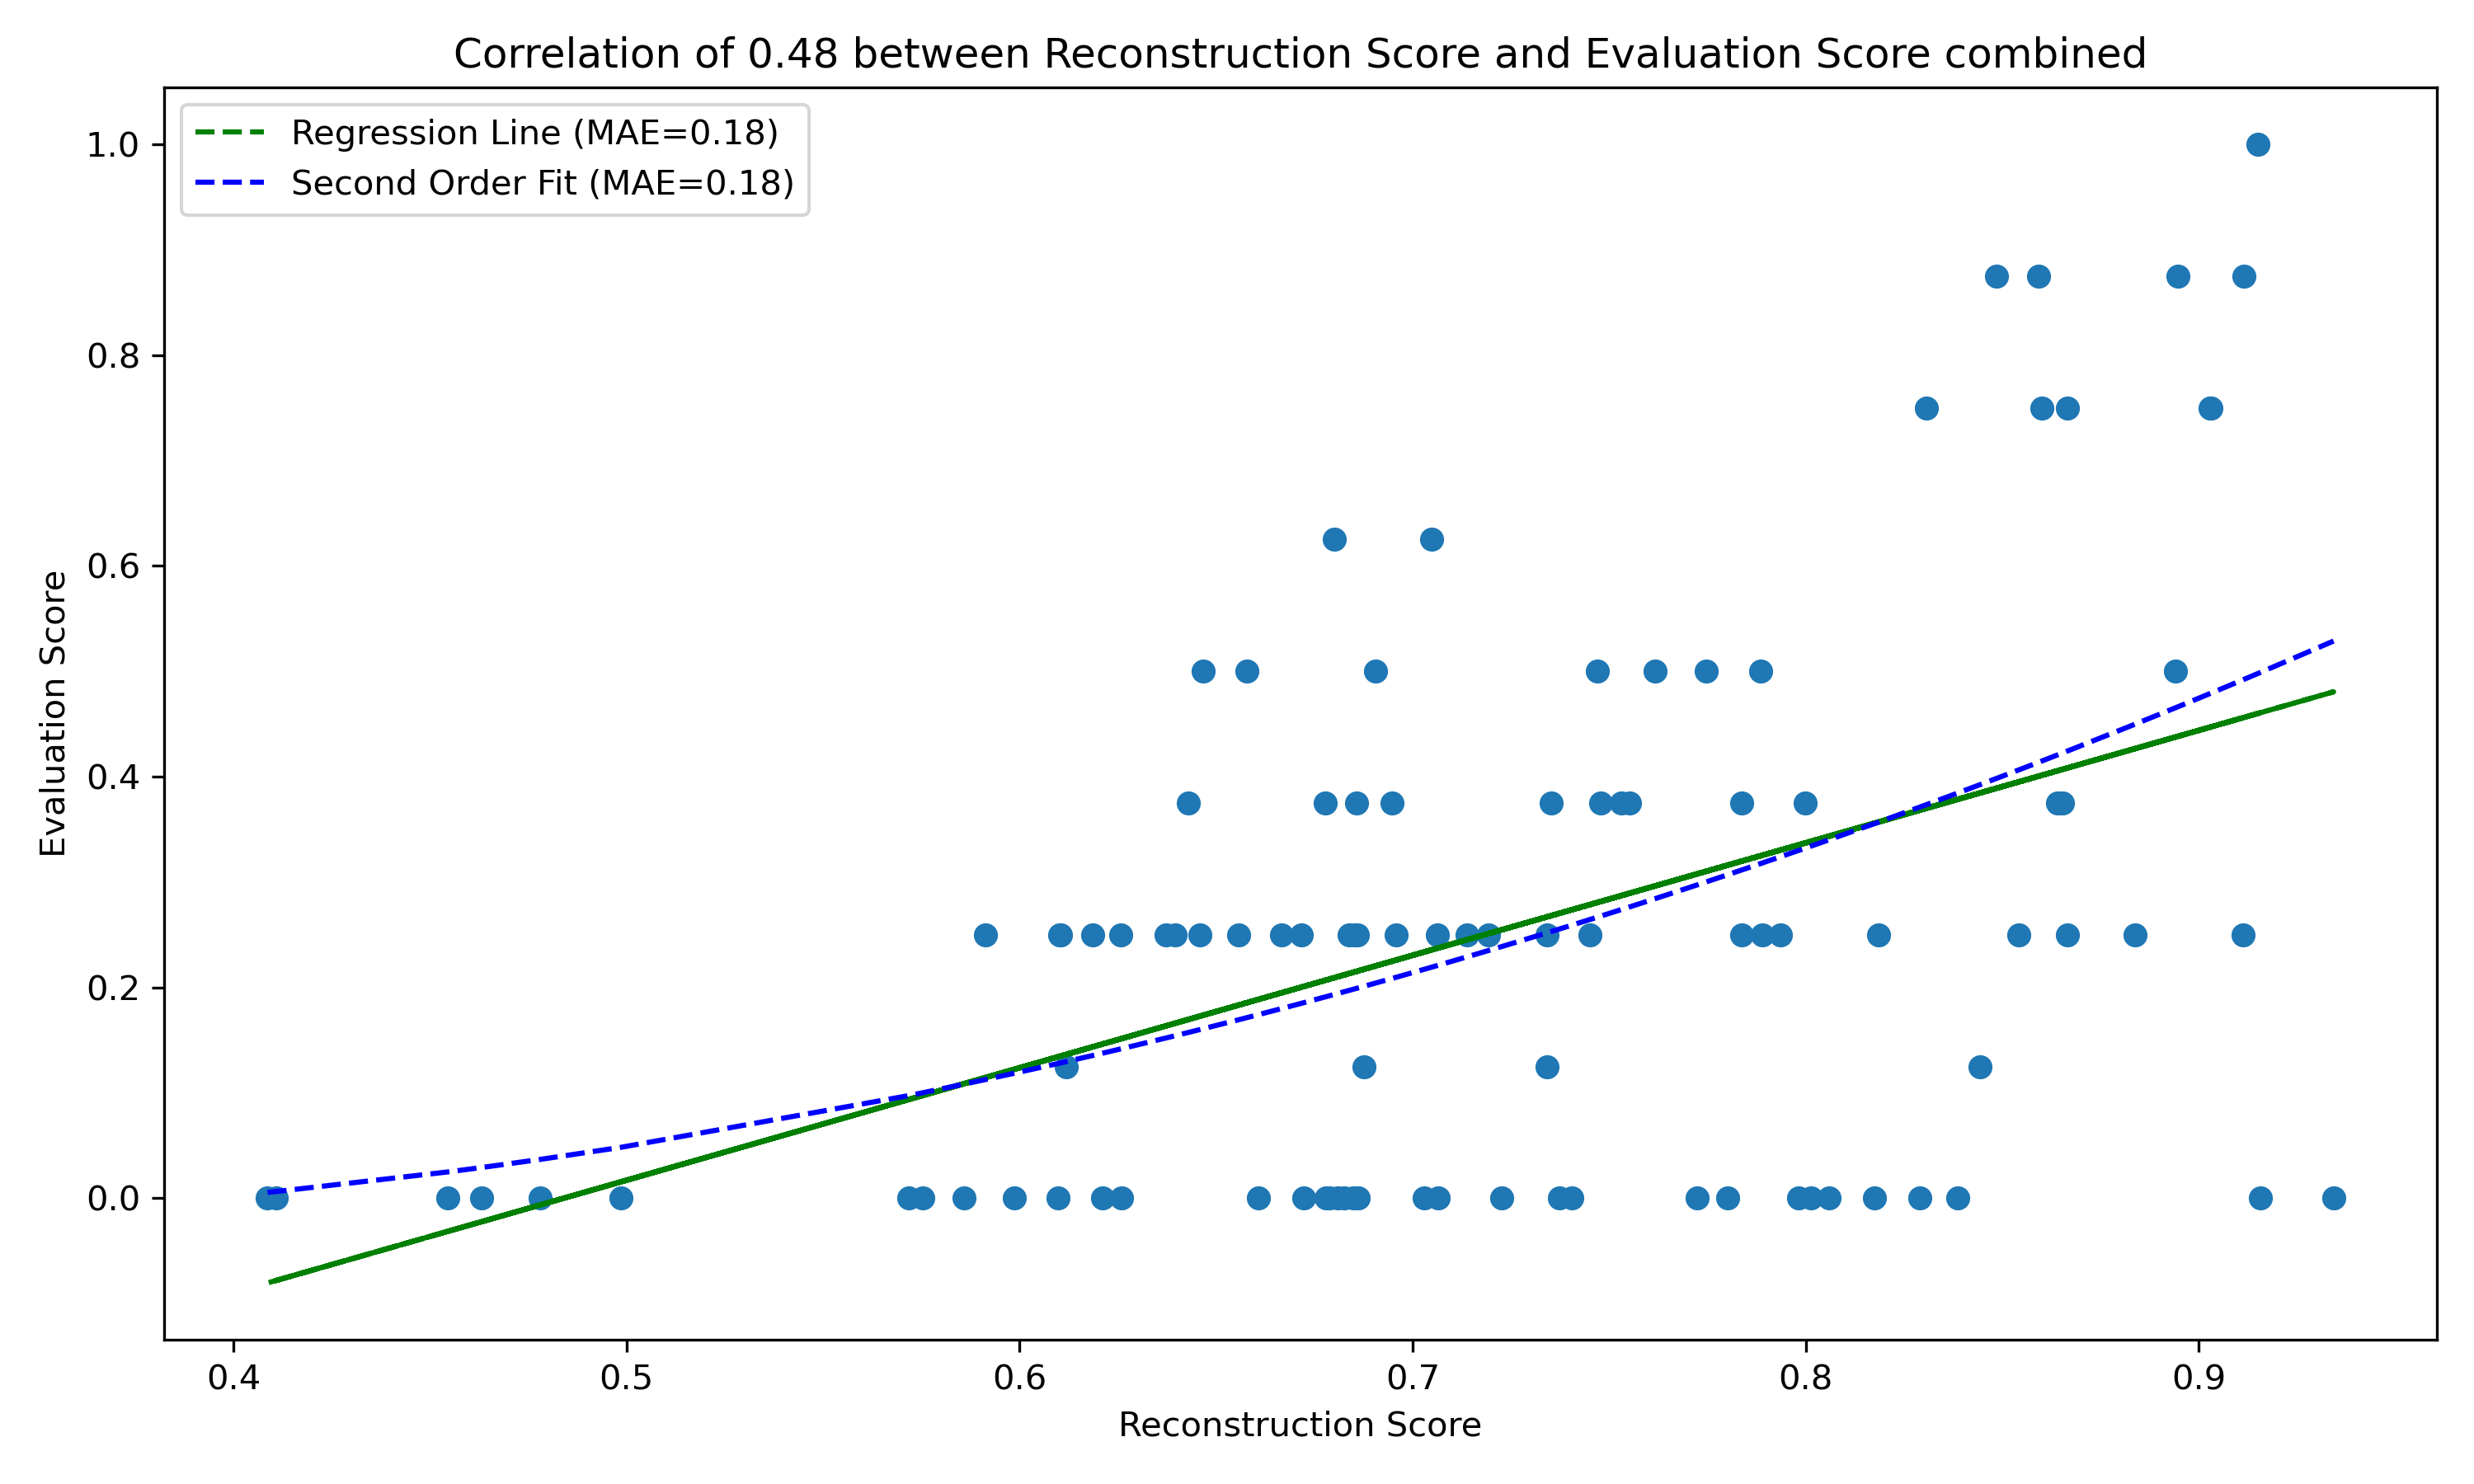 Correlation of 0.48 between Reconstruction Score and Evaluation Score combined
Regression Line (MAE=0.18)
Second Order Fit (MAE=0.18)
1.0
0.8
0.6
0.4
0.2
0.0
Evaluation Score
0.4 0.5 0.6 0.7 0.8 0.9
Reconstruction Score